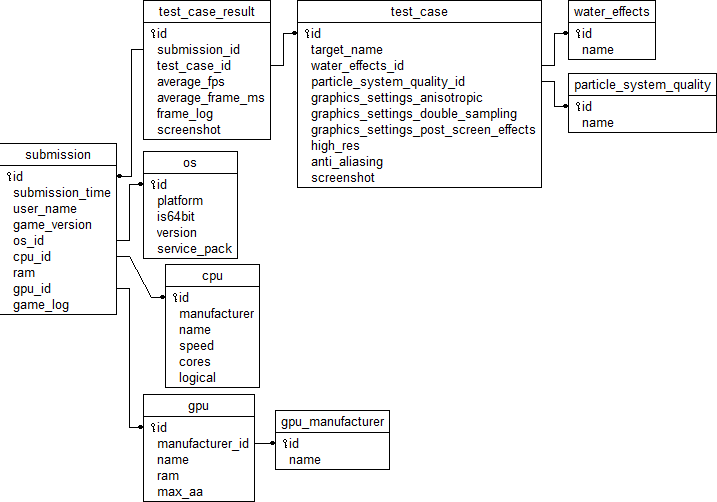 test_case_result
id
submission_id
test_case_id
average_fps
average_frame_ms
frame_log
screenshot
test_case
id
target_name
water_effects_id
particle_system_quality_id
graphics_settings_anisotropic
graphics_settings_double_sampling
graphics_settings_post_screen_effects
high_res
anti_aliasing
screenshot
water_effects
id
name
particle_system_quality
id
name
submission
id
submission_time
user_name
game_version
os_id
cpu_id
ram
gpu_id
game_log
os
id
platform
is64bit
version
service_pack
cpu
id
manufacturer
name
speed
cores
logical
gpu
id
manufacturer_id
name
ram
max_aa
gpu_manufacturer
id
name